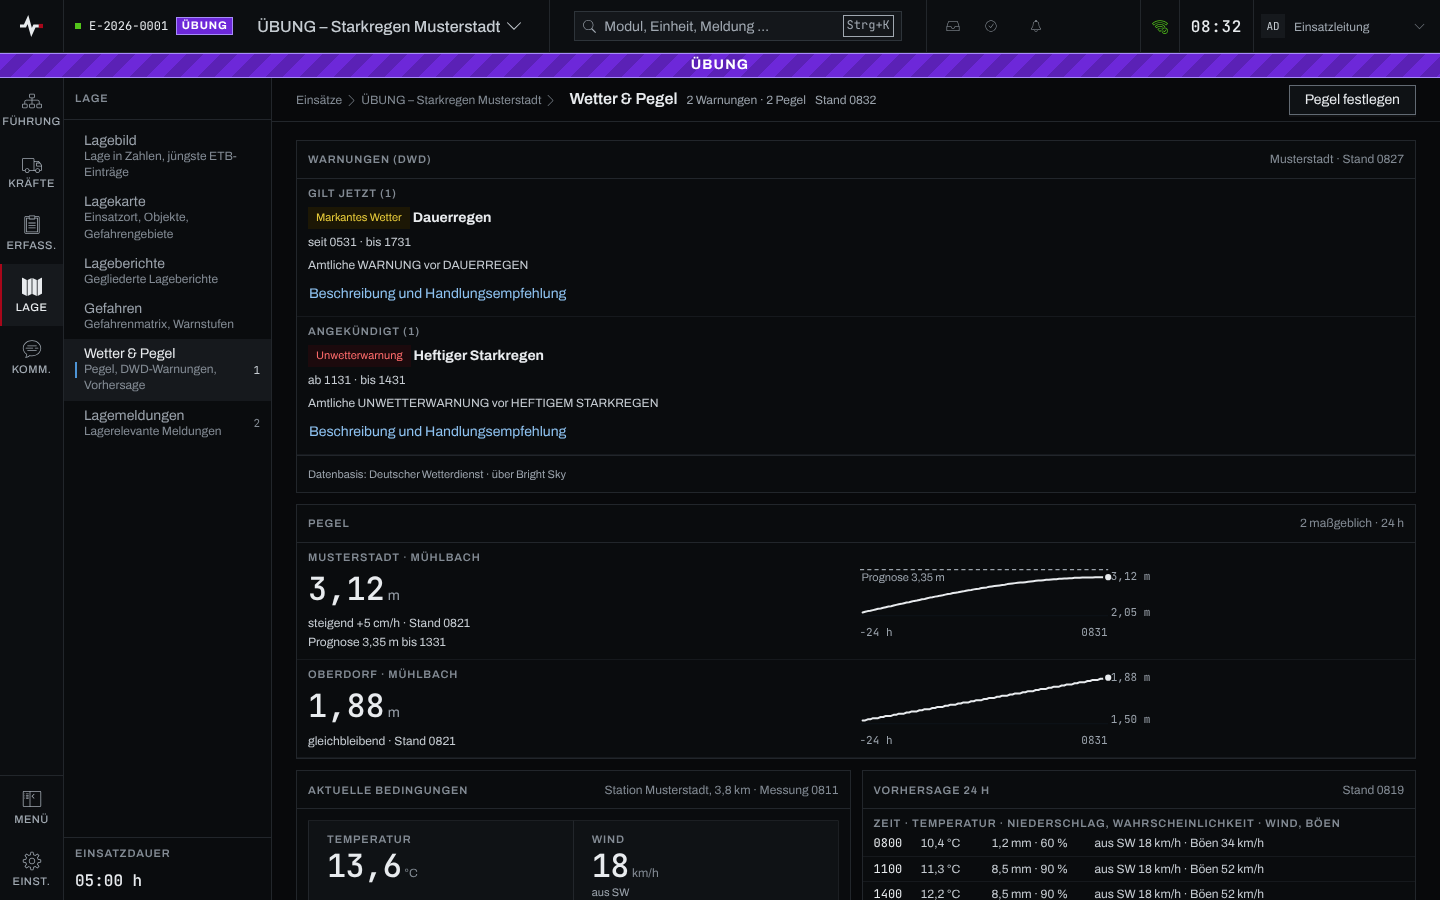 E-2026-0001 ÜBUNG ÜBUNG – Starkregen Musterstadt
Modul, Einheit, Meldung ... Strg+K
08:32
AD Einsatzleitung
ÜBUNG
FÜHRUNG
KRÄFTE
ERFASS.
LAGE
KOMM.
MENÜ
EINST.
LAGE
Lagebild
Lage in Zahlen, jüngste ETB-
Einträge
Lagekarte
Einsatzort, Objekte,
Gefahrengebiete
Lageberichte
Gegliederte Lageberichte
Gefahren
Gefahrenmatrix, Warnstufen
Wetter & Pegel
Pegel, DWD-Warnungen, 1
Vorhersage
Lagemeldungen
Lagerelevante Meldungen 2
EINSATZDAUER
05:00 h
Einsätze ÜBUNG – Starkregen Musterstadt Wetter & Pegel 2 Warnungen · 2 Pegel Stand 0832
Pegel festlegen
WARNUNGEN (DWD) Musterstadt · Stand 0827
GILT JETZT (1)
Markantes Wetter Dauerregen
seit 0531 · bis 1731
Amtliche WARNUNG vor DAUERREGEN
Beschreibung und Handlungsempfehlung
ANGEKÜNDIGT (1)
Unwetterwarnung Heftiger Starkregen
ab 1131 · bis 1431
Amtliche UNWETTERWARNUNG vor HEFTIGEM STARKREGEN
Beschreibung und Handlungsempfehlung
Datenbasis: Deutscher Wetterdienst · über Bright Sky
PEGEL 2 maßgeblich · 24 h
MUSTERSTADT · MÜHLBACH
3,12 m
steigend +5 cm/h · Stand 0821
Prognose 3,35 m bis 1331
Prognose 3,35 m
3,12 m
2,05 m
-24 h 0831
OBERDORF · MÜHLBACH
1,88 m
gleichbleibend · Stand 0821
1,88 m
1,50 m
-24 h 0831
AKTUELLE BEDINGUNGEN Station Musterstadt, 3,8 km · Messung 0811
TEMPERATUR
13,6 °C
WIND
18 km/h
aus SW
VORHERSAGE 24 H Stand 0819
ZEIT · TEMPERATUR · NIEDERSCHLAG, WAHRSCHEINLICHKEIT · WIND, BÖEN
0800 10,4 °C 1,2 mm · 60 % aus SW 18 km/h · Böen 34 km/h
1100 11,3 °C 8,5 mm · 90 % aus SW 18 km/h · Böen 52 km/h
1400 12,2 °C 8,5 mm · 90 % aus SW 18 km/h · Böen 52 km/h